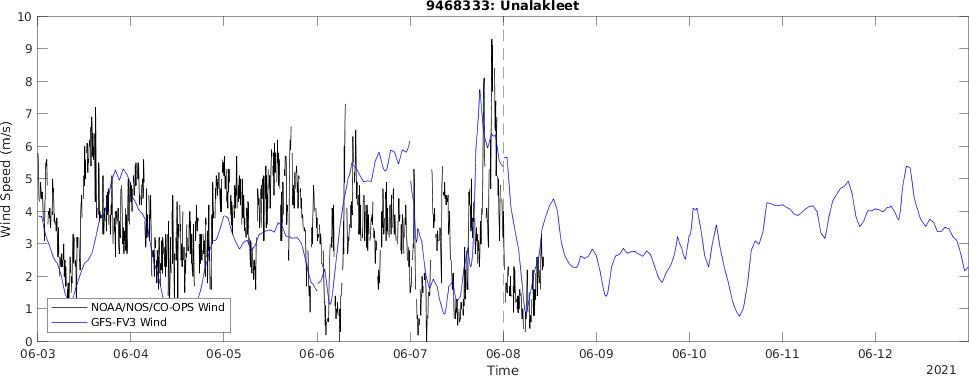 9468333: Unalakleet
Wind Speed (m/s)
10
9
8
7
6
5
4
3
2
1
0
NOAA/NOS/CO-OPS Wind
GFS-FV3 Wind
06-03 06-04 06-05 06-06 06-07 06-08 06-09 06-10 06-11 06-12
Time
2021